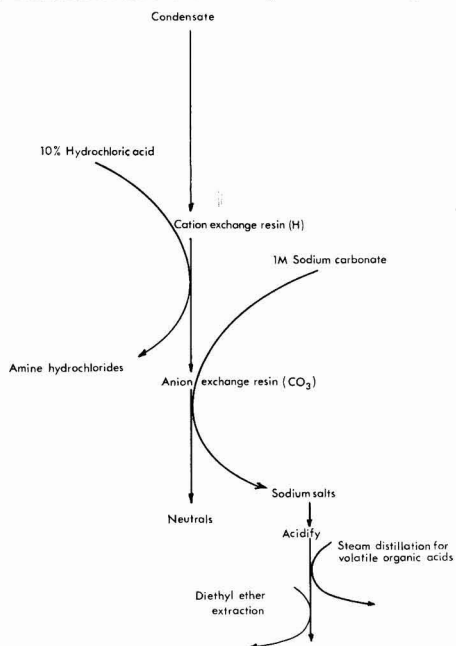 Condensate
10% Hydrochloric acid
Cation exchange resin (H)
1M Sodium carbonate
Amine hydrochlorides
Anion exchange resin (CO₃)
Sodium salts
Neutrals
Acidify
Steam distillation for
volatile organic acids
Diethyl ether
extraction